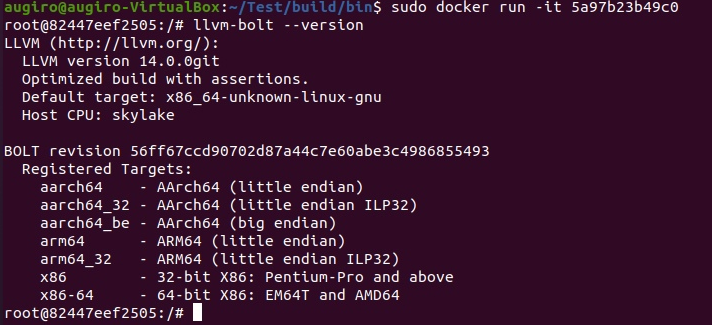 augiro@augiro-VirtualBox:~/Test/build/bin$ sudo docker run -it 5a97b23b49c0
root@82447eef2505:/# llvm-bolt --version
LLVM (http://llvm.org/):
  LLVM version 14.0.0git
  Optimized build with assertions.
  Default target: x86_64-unknown-linux-gnu
  Host CPU: skylake

BOLT revision 56ff67ccd90702d87a44c7e60abe3c4986855493
  Registered Targets:
    aarch64    - AArch64 (little endian)
    aarch64_32 - AArch64 (little endian ILP32)
    aarch64_be - AArch64 (big endian)
    arm64      - ARM64 (little endian)
    arm64_32   - ARM64 (little endian ILP32)
    x86        - 32-bit X86: Pentium-Pro and above
    x86-64     - 64-bit X86: EM64T and AMD64
root@82447eef2505:/#